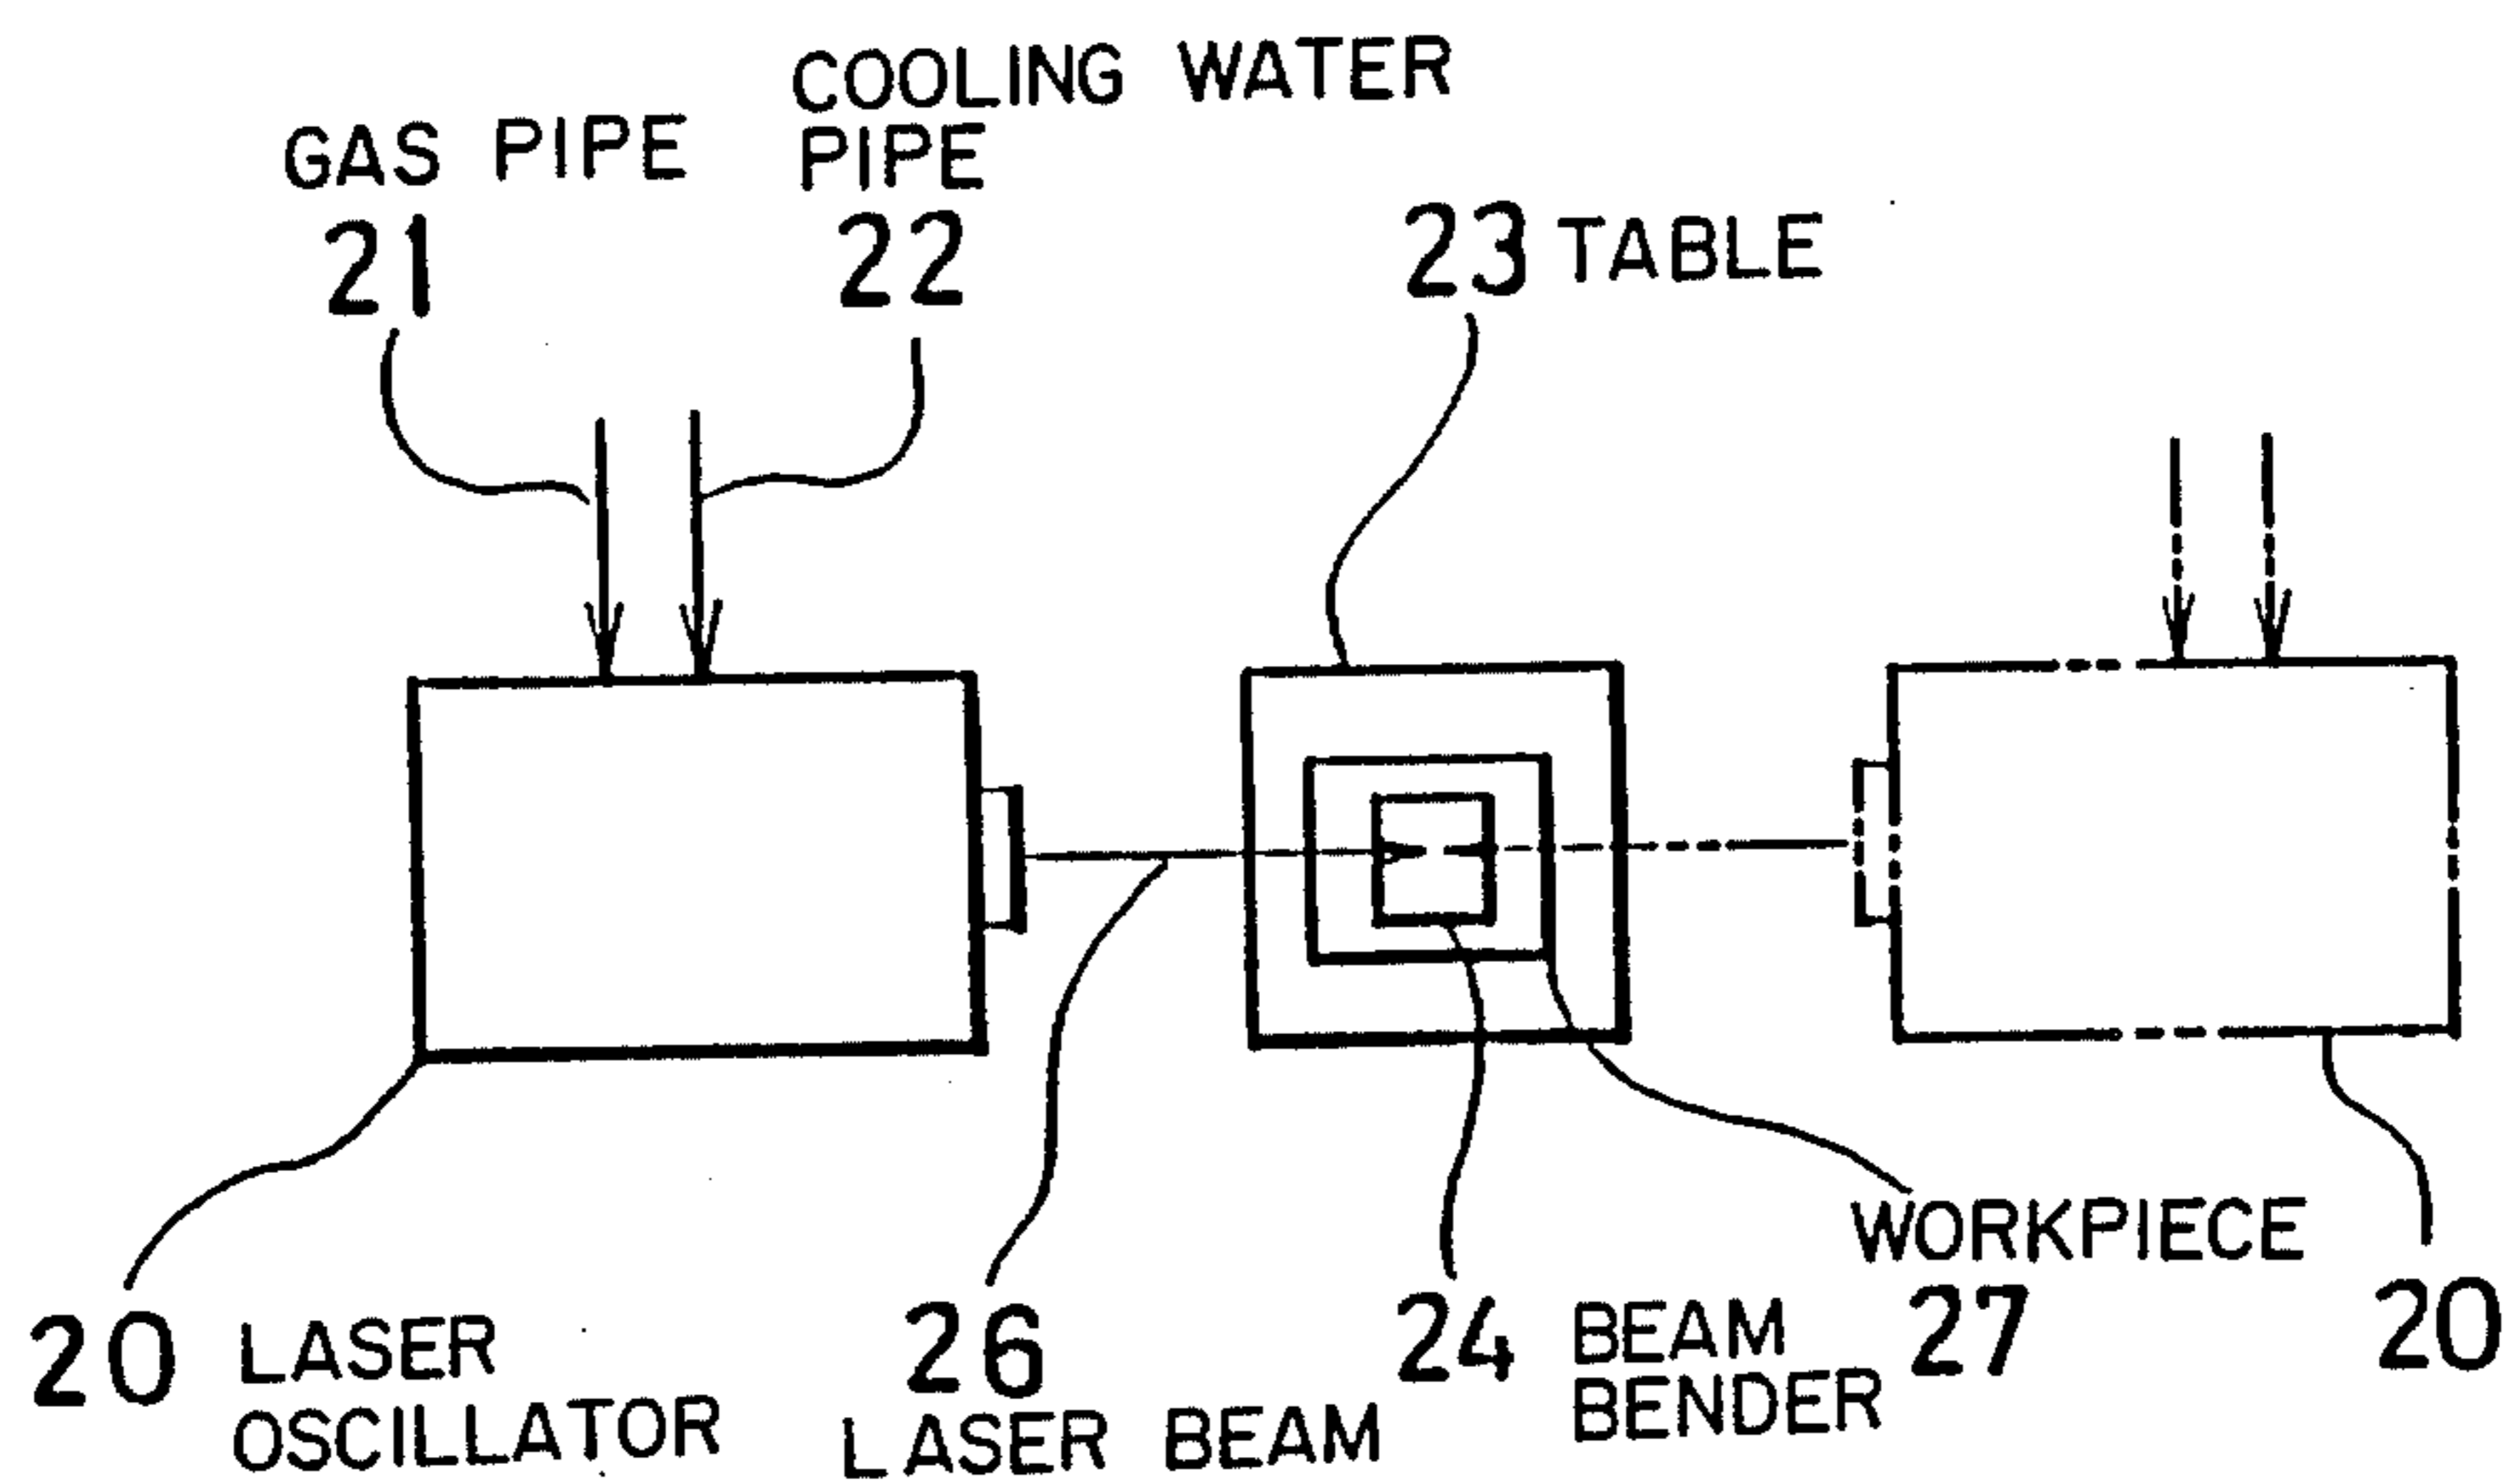 COOLING WATER
PIPE
22
GAS PIPE
21
23 TABLE
20 LASER
OSCILLATOR
26
LASER BEAM
24 BEAM
BENDER
WORKPIECE
27
20